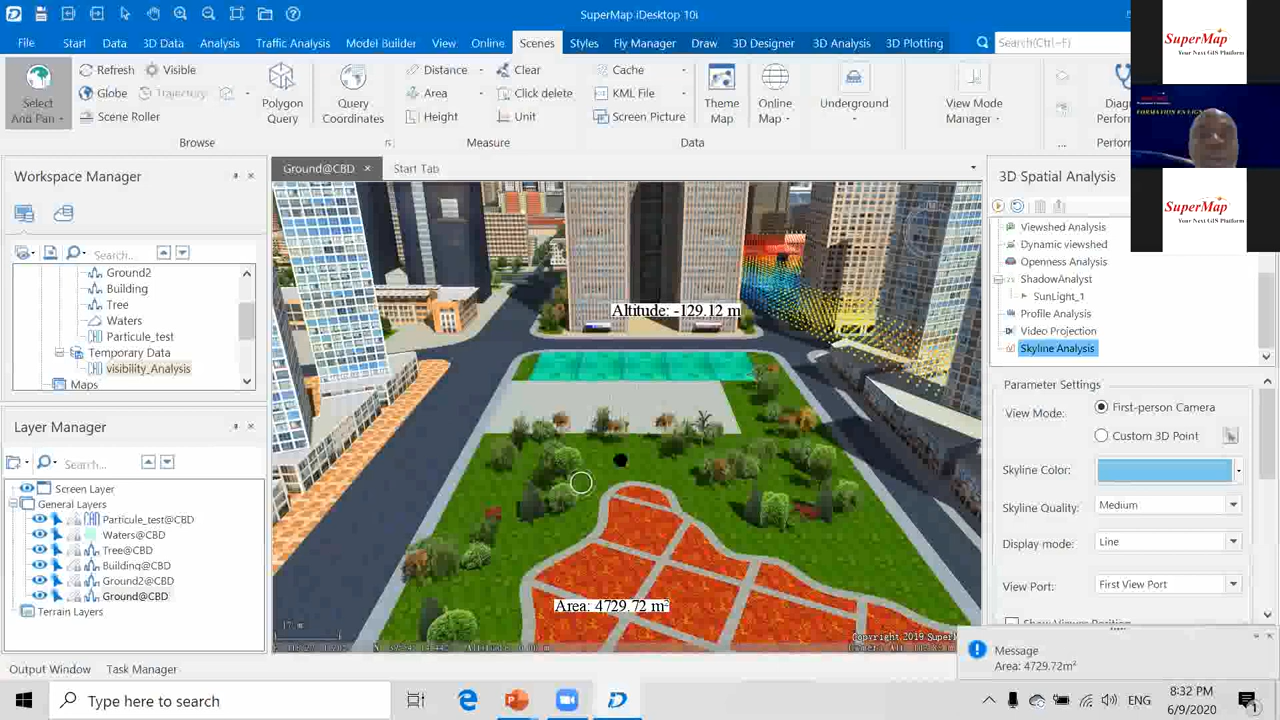 SuperMap iDesktop 10i
File Start Data 3D Data Analysis Traffic Analysis Model Builder View Online Scenes Styles Fly Manager Draw 3D Designer 3D Analysis 3D Plotting Search(Ctrl+F)
Select And Pan
Refresh Visible
Globe Trajectory
Scene Roller
Browse
Polygon Query
Query Coordinates
Distance Clear
Area Click delete
Height Unit
Measure
Cache
KML File
Screen Picture
Theme Map
Online Map
Data
Underground
View Mode Manager
...
SuperMap
Your Next GIS Platform
SuperMap
Your Next GIS Platform
Workspace Manager
Search...
Ground2
Building
Tree
Waters
Particule_test
Temporary Data
Visibility_Analysis
Maps
Layer Manager
Search...
Screen Layer
General Layers
Particule_test@CBD
Waters@CBD
Tree@CBD
Building@CBD
Ground2@CBD
Ground@CBD
Terrain Layers
Ground@CBD Start Tab
Altitude: -129.12 m
Area: 4729.72 m²
3D Spatial Analysis
Viewshed Analysis
Dynamic viewshed
Openness Analysis
ShadowAnalyst
SunLight_1
Profile Analysis
Video Projection
Skyline Analysis
Parameter Settings
View Mode: First-person Camera
Custom 3D Point
Skyline Color:
Skyline Quality: Medium
Display mode: Line
View Port: First View Port
Message
Area: 4729.72m²
Output Window Task Manager
Type here to search
ENG
8:32 PM
6/9/2020